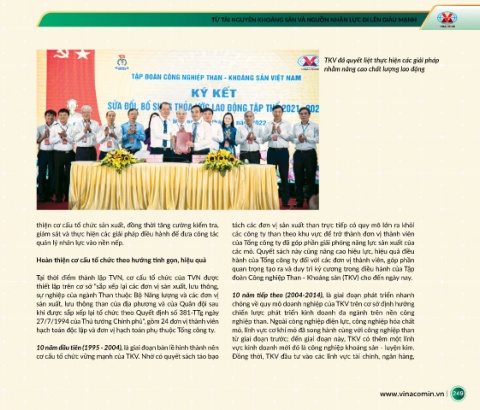 TỪ TÀI NGUYÊN KHOÁNG SẢN VÀ NGUỒN NHÂN LỰC ĐI LÊN GIÀU MẠNH
TẬP ĐOÀN CÔNG NGHIỆP THAN - KHOÁNG SẢN VIỆT NAM
KÝ KẾT
SỬA ĐỔI, BỔ SUNG THỎA ƯỚC LAO ĐỘNG TẬP THỂ 2021-202
TKV đã quyết liệt thực hiện các giải pháp
nhằm nâng cao chất lượng lao động
thiện cơ cấu tổ chức sản xuất, đồng thời tăng cường kiểm tra,
giám sát và thực hiện các giải pháp điều hành để đưa công tác
quản lý nhân lực vào nền nếp.
Hoàn thiện cơ cấu tổ chức theo hướng tinh gọn, hiệu quả
Tại thời điểm thành lập TVN, cơ cấu tổ chức của TVN được
thiết lập trên cơ sở "sắp xếp lại các đơn vị sản xuất, lưu thông,
sự nghiệp của ngành Than thuộc Bộ Năng lượng và các đơn vị
sản xuất, lưu thông than của địa phương và của Quân đội sau
khi được sắp xếp lại tổ chức theo Quyết định số 381-TTg ngày
27/7/1994 của Thủ tướng Chính phủ", gồm 24 đơn vị thành viên
hạch toán độc lập và đơn vị hạch toán phụ thuộc Tổng công ty.
10 năm đầu tiên (1995 - 2004), là giai đoạn bản lề hình thành nên
cơ cấu tổ chức vững mạnh của TKV. Nhờ có quyết sách táo bạo
tách các đơn vị sản xuất than trực tiếp có quy mô lớn ra khỏi
các công ty than theo khu vực để trở thành đơn vị thành viên
của Tổng công ty đã góp phần giải phóng năng lực sản xuất của
các mỏ. Quyết sách này cũng nâng cao hiệu lực, hiệu quả điều
hành của Tổng công ty đối với các đơn vị thành viên, góp phần
quan trọng tạo ra và duy trì kỷ cương trong điều hành của Tập
đoàn Công nghiệp Than - Khoáng sản (TKV) cho đến ngày nay.
10 năm tiếp theo (2004-2014), là giai đoạn phát triển nhanh
chóng về quy mô doanh nghiệp của TKV trên cơ sở định hướng
chiến lược phát triển kinh doanh đa ngành trên nền công
nghiệp than. Ngoài công nghiệp điện lực, công nghiệp hóa chất
mỏ, lĩnh vực cơ khí mỏ đã song hành cùng với công nghiệp than
từ giai đoạn trước; đến giai đoạn này, TKV có thêm một lĩnh
vực kinh doanh mới đó là công nghiệp khoáng sản - luyện kim.
Đồng thời, TKV đầu tư vào các lĩnh vực tài chính, ngân hàng,
www.vinacomin.vn | 249